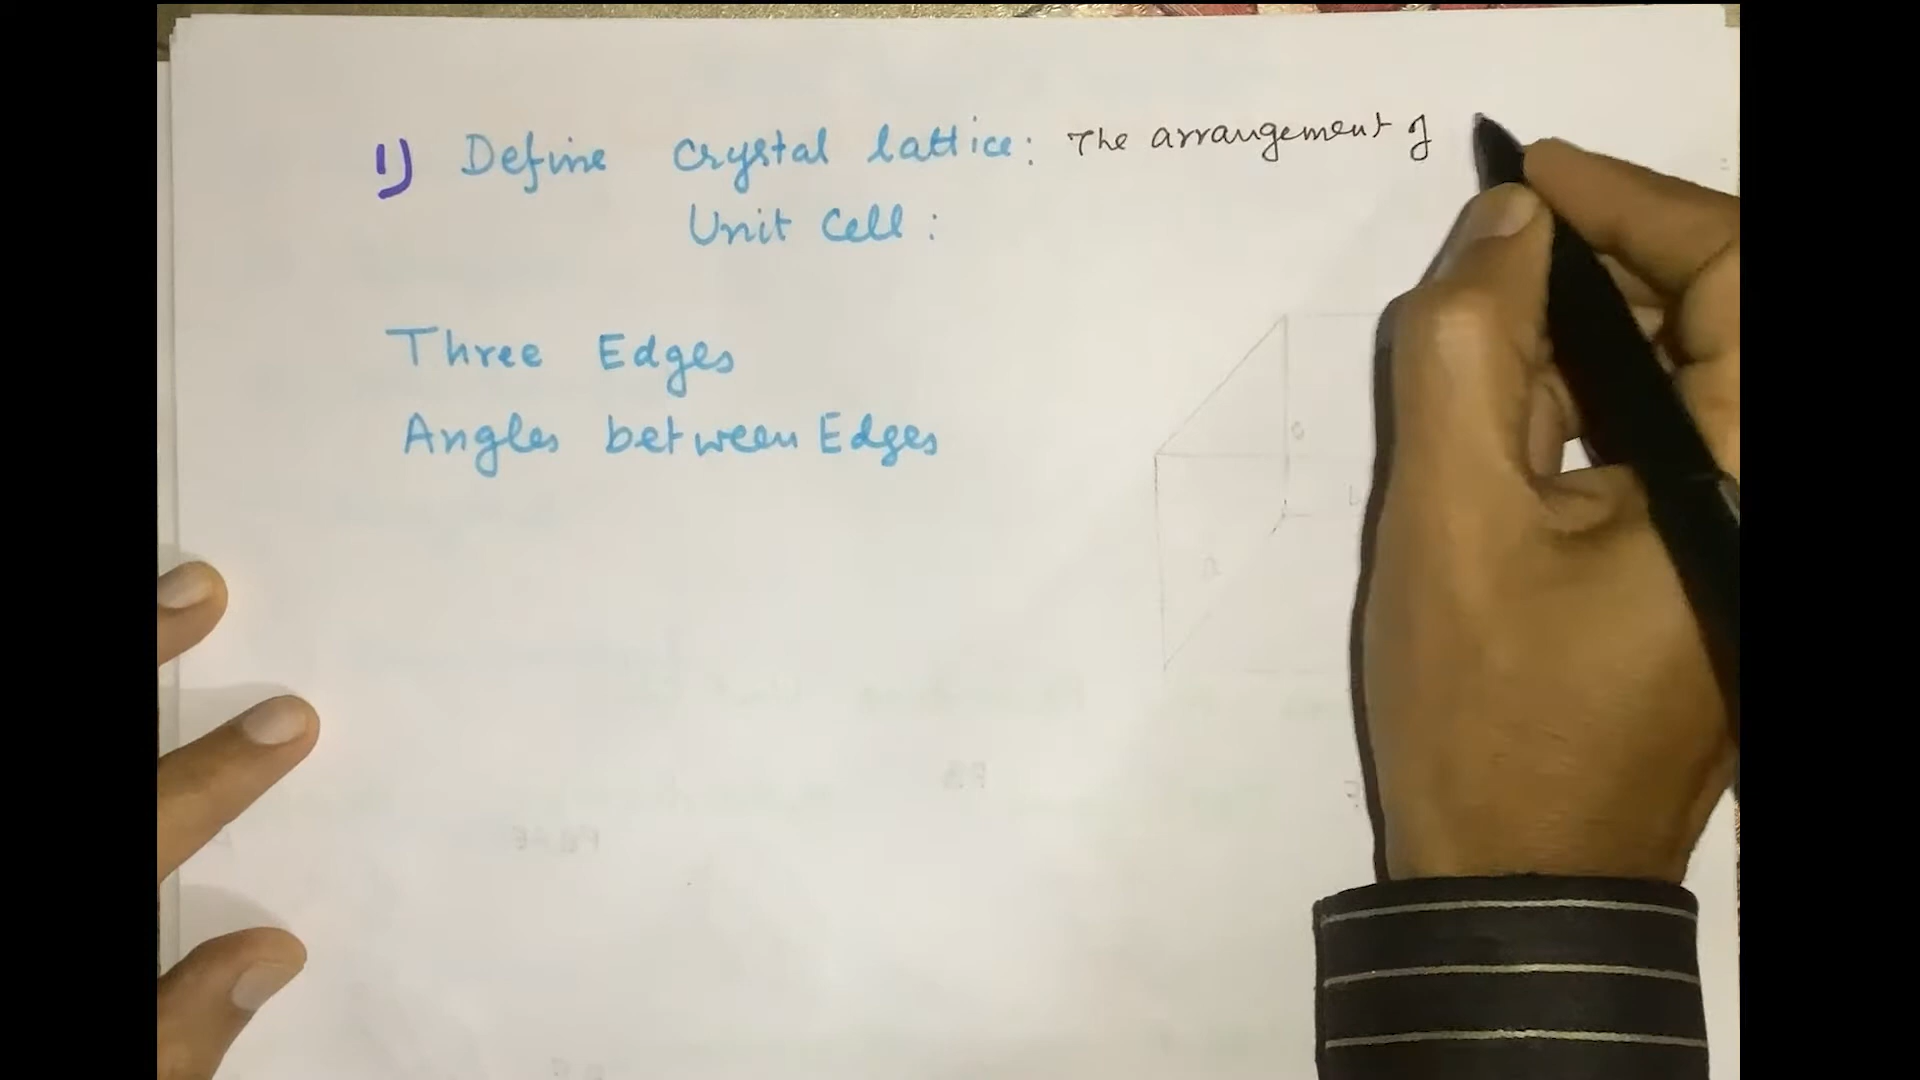 1) Define Crystal lattice: The arrangement of
Unit Cell:
Three Edges
Angles between Edges